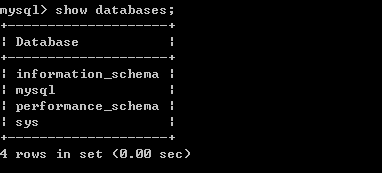 mysql> show databases;
+--------------------+
| Database           |
+--------------------+
| information_schema |
| mysql              |
| performance_schema |
| sys                |
+--------------------+
4 rows in set (0.00 sec)